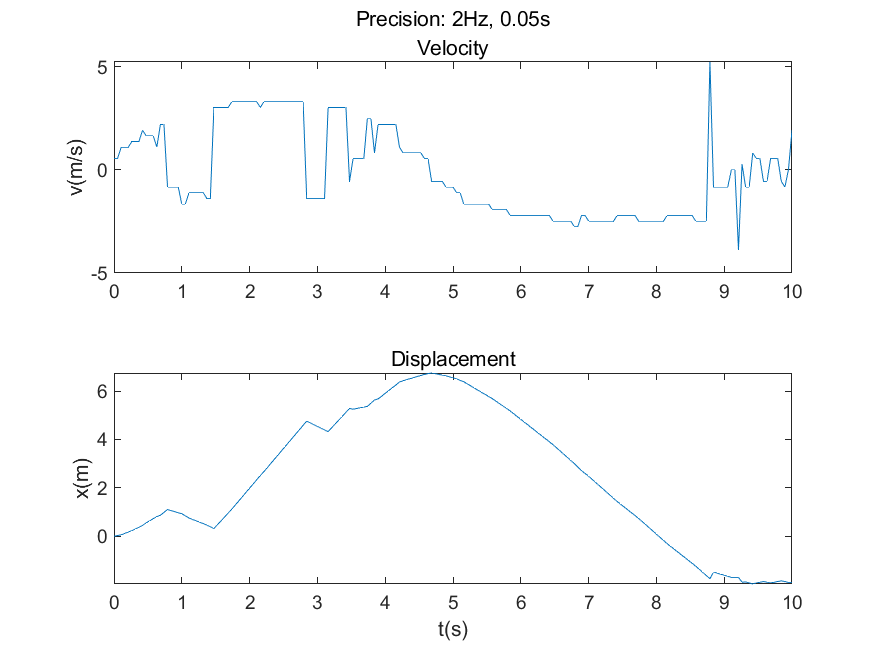 Precision: 2Hz, 0.05s
Velocity
5
0
-5
v(m/s)
0 1 2 3 4 5 6 7 8 9 10
Displacement
6
4
2
0
x(m)
0 1 2 3 4 5 6 7 8 9 10
t(s)